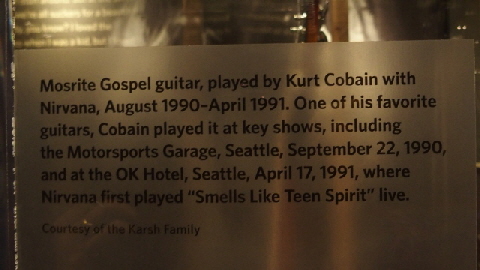 Mosrite Gospel guitar, played by Kurt Cobain with
Nirvana, August 1990–April 1991. One of his favorite
guitars, Cobain played it at key shows, including
the Motorsports Garage, Seattle, September 22, 1990,
and at the OK Hotel, Seattle, April 17, 1991, where
Nirvana first played “Smells Like Teen Spirit” live.
Courtesy of the Karsh Family